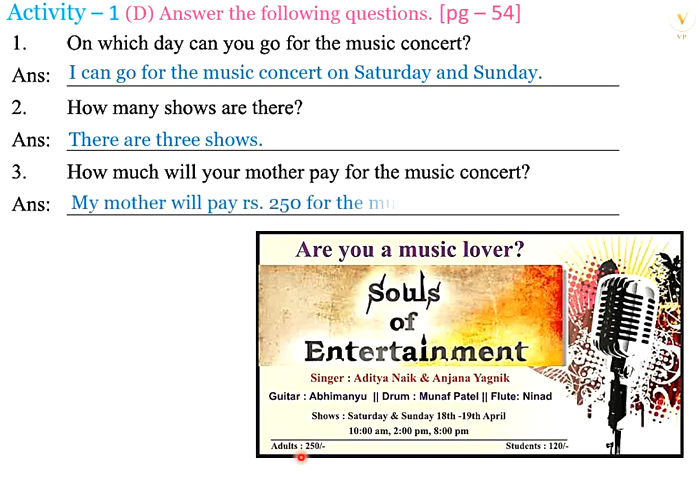 Activity – 1 (D) Answer the following questions. [pg – 54]
VP
1. On which day can you go for the music concert?
Ans: I can go for the music concert on Saturday and Sunday.
2. How many shows are there?
Ans: There are three shows.
3. How much will your mother pay for the music concert?
Ans: My mother will pay rs. 250 for the mu
Are you a music lover?
Souls
of
Entertainment
Singer : Aditya Naik & Anjana Yagnik
Guitar : Abhimanyu || Drum : Munaf Patel || Flute: Ninad
Shows : Saturday & Sunday 18th -19th April
10:00 am, 2:00 pm, 8:00 pm
Adults : 250/- Students : 120/-